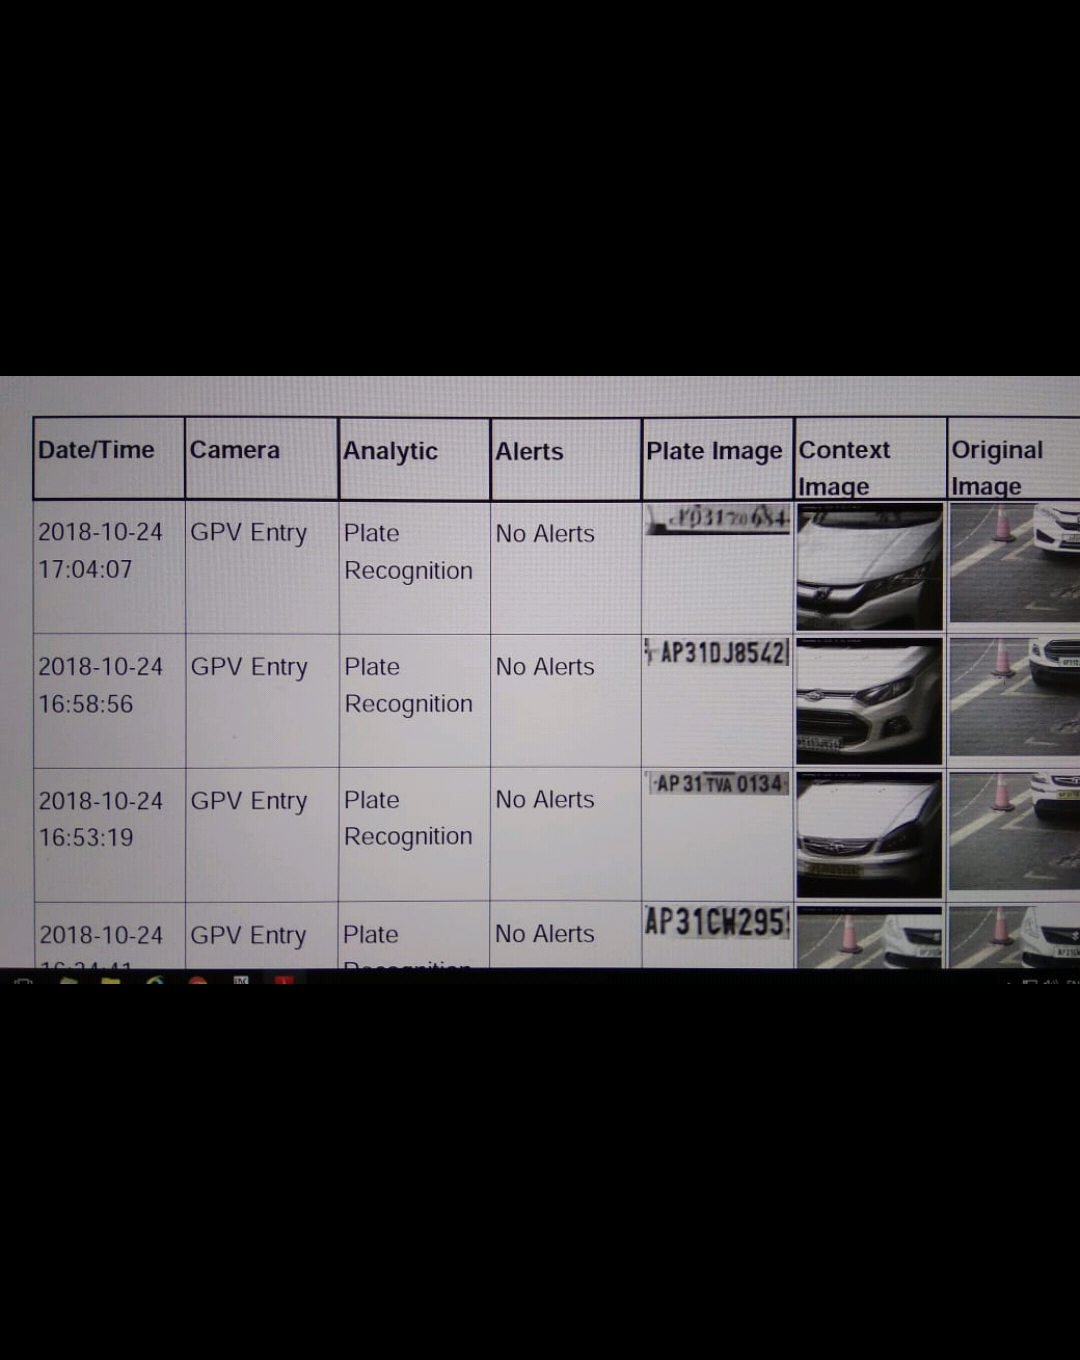 Date/Time Camera Analytic Alerts Plate Image Context Image Original Image
2018-10-24 17:04:07 GPV Entry Plate Recognition No Alerts
2018-10-24 16:58:56 GPV Entry Plate Recognition No Alerts AP31DJ8542
2018-10-24 16:53:19 GPV Entry Plate Recognition No Alerts AP31 TVA 0134
2018-10-24 GPV Entry Plate No Alerts AP31CW295